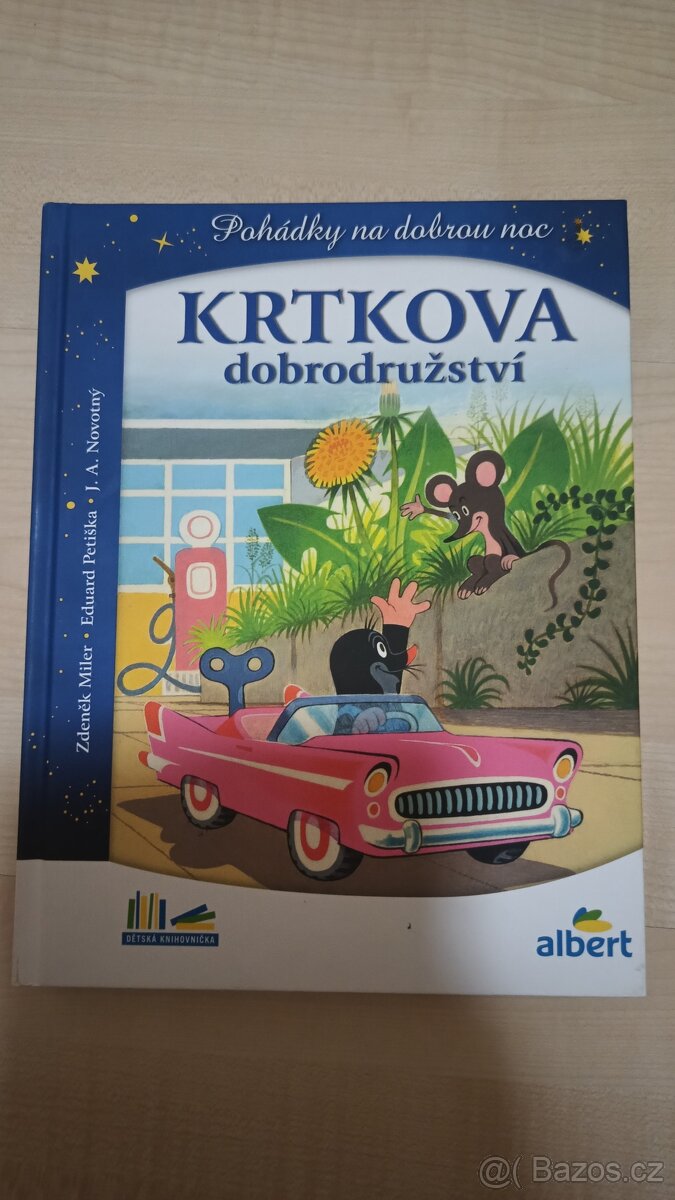 Pohádky na dobrou noc
KRTKOVA
dobrodružství
Zdeněk Miler • Eduard Petiška • J. A. Novotný
DĚTSKÁ KNIHOVNIČKA
albert
@( Bazos.cz